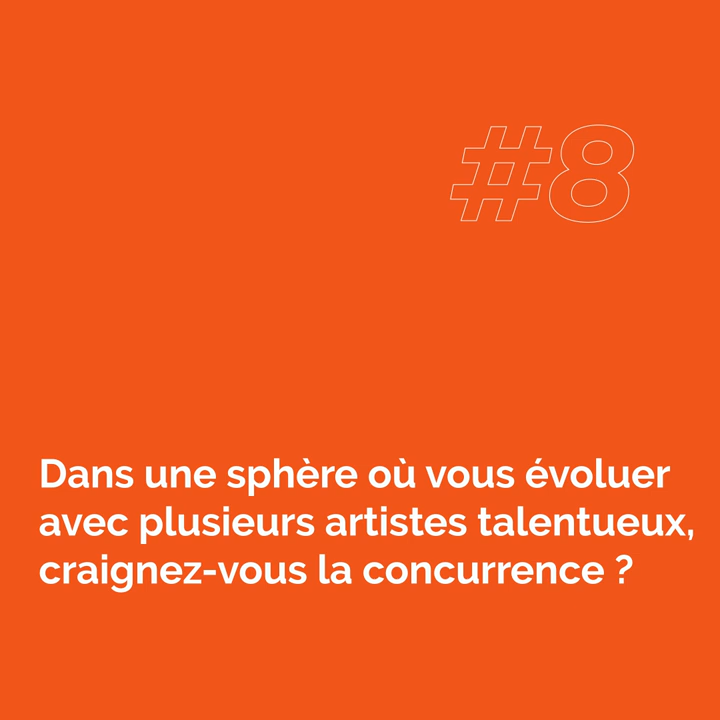 #8
Dans une sphère où vous évoluer
avec plusieurs artistes talentueux,
craignez-vous la concurrence ?